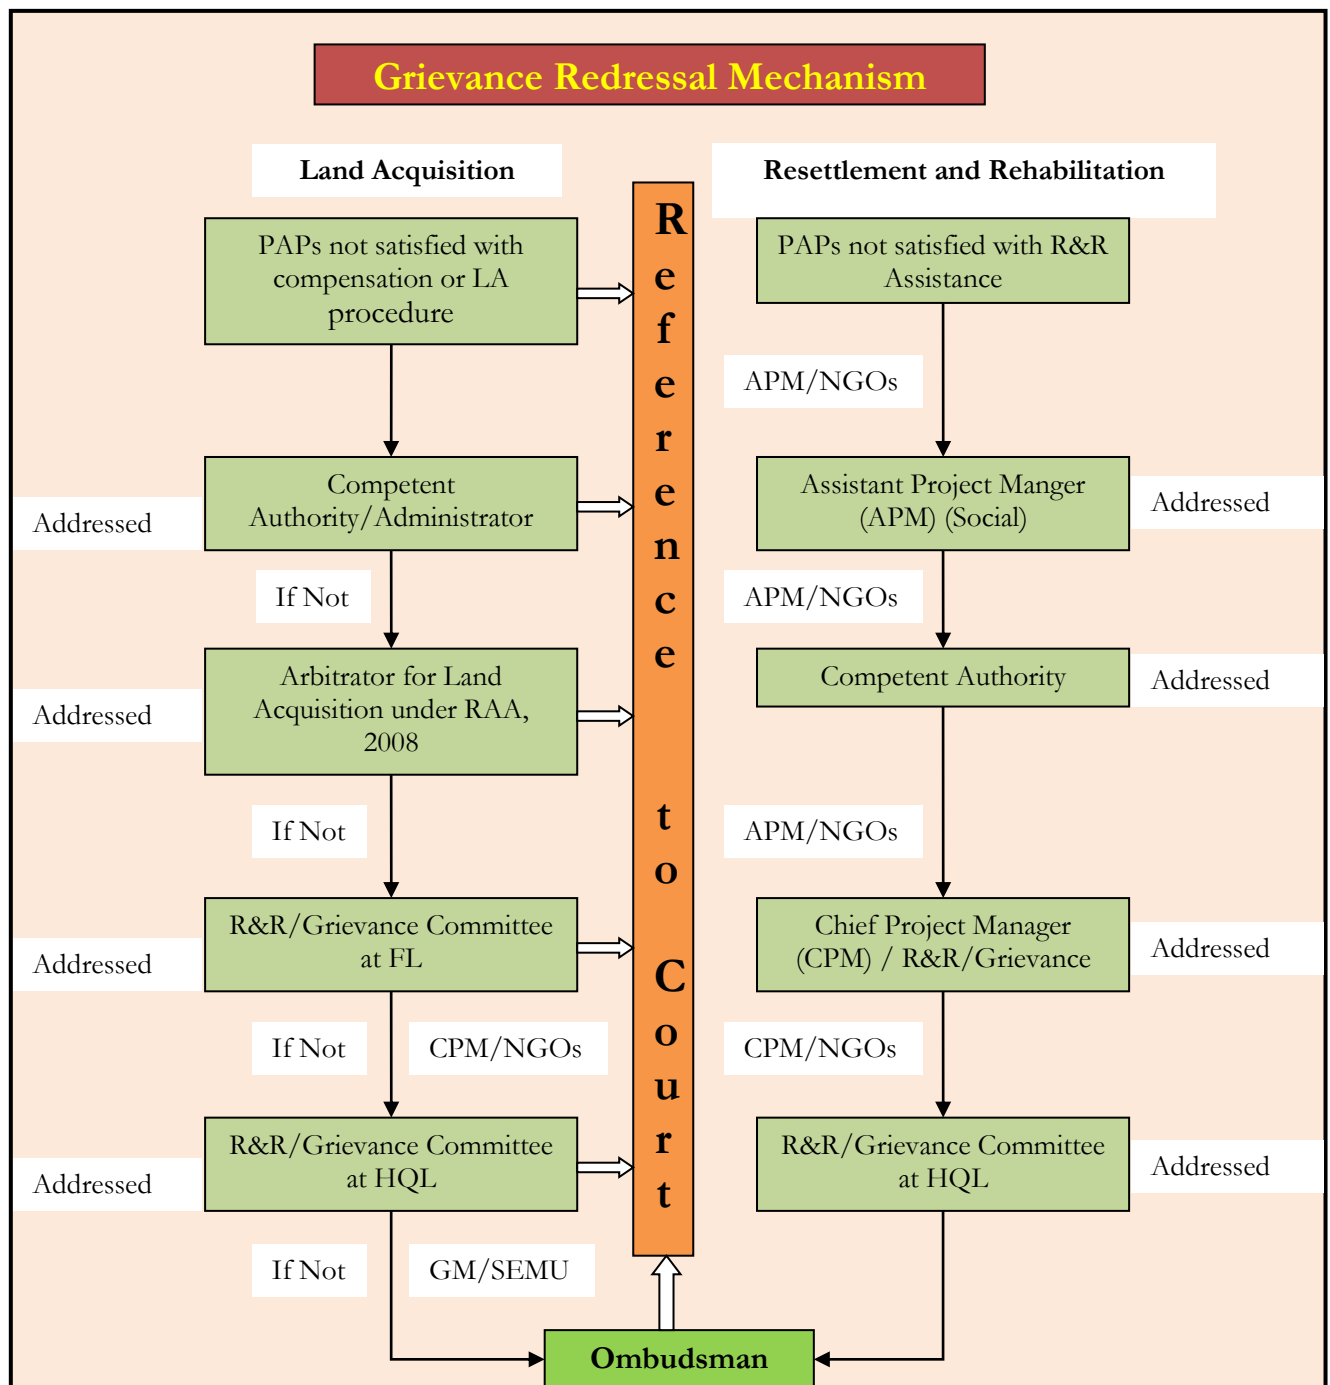 Grievance Redressal Mechanism
Land Acquisition
Resettlement and Rehabilitation
PAPs not satisfied with
compensation or LA
procedure
Reference to Court
PAPs not satisfied with R&R
Assistance
APM/NGOs
Addressed
Competent
Authority/Administrator
Assistant Project Manger
(APM) (Social)
Addressed
If Not
APM/NGOs
Addressed
Arbitrator for Land
Acquisition under RAA,
2008
Competent Authority
Addressed
If Not
APM/NGOs
Addressed
R&R/Grievance Committee
at FL
Chief Project Manager
(CPM) / R&R/Grievance
Addressed
If Not
CPM/NGOs
CPM/NGOs
Addressed
R&R/Grievance Committee
at HQL
R&R/Grievance Committee
at HQL
Addressed
If Not
GM/SEMU
Ombudsman